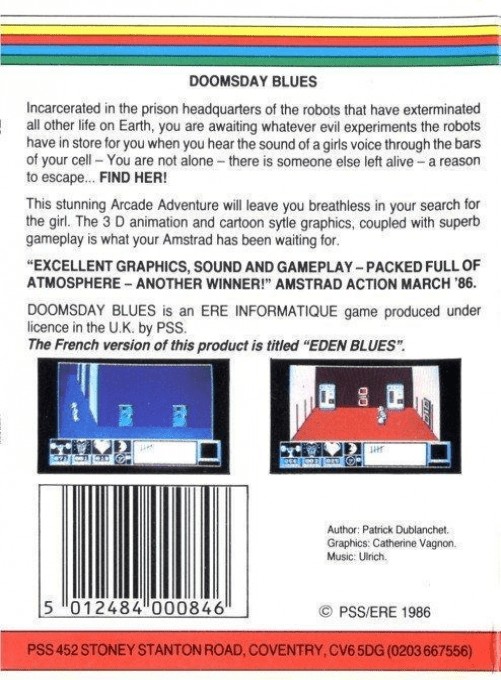 DOOMSDAY BLUES
Incarcerated in the prison headquarters of the robots that have exterminated
all other life on Earth, you are awaiting whatever evil experiments the robots
have in store for you when you hear the sound of a girls voice through the bars
of your cell – You are not alone – there is someone else left alive – a reason
to escape... FIND HER!
This stunning Arcade Adventure will leave you breathless in your search for
the girl. The 3 D animation and cartoon sytle graphics, coupled with superb
gameplay is what your Amstrad has been waiting for.
“EXCELLENT GRAPHICS, SOUND AND GAMEPLAY – PACKED FULL OF
ATMOSPHERE – ANOTHER WINNER!” AMSTRAD ACTION MARCH '86.
DOOMSDAY BLUES is an ERE INFORMATIQUE game produced under
licence in the U.K. by PSS.
The French version of this product is titled “EDEN BLUES”.
5 012484 000846
Author: Patrick Dublanchet.
Graphics: Catherine Vagnon.
Music: Ulrich.
© PSS/ERE 1986
PSS 452 STONEY STANTON ROAD, COVENTRY, CV6 5DG (0203 667556)